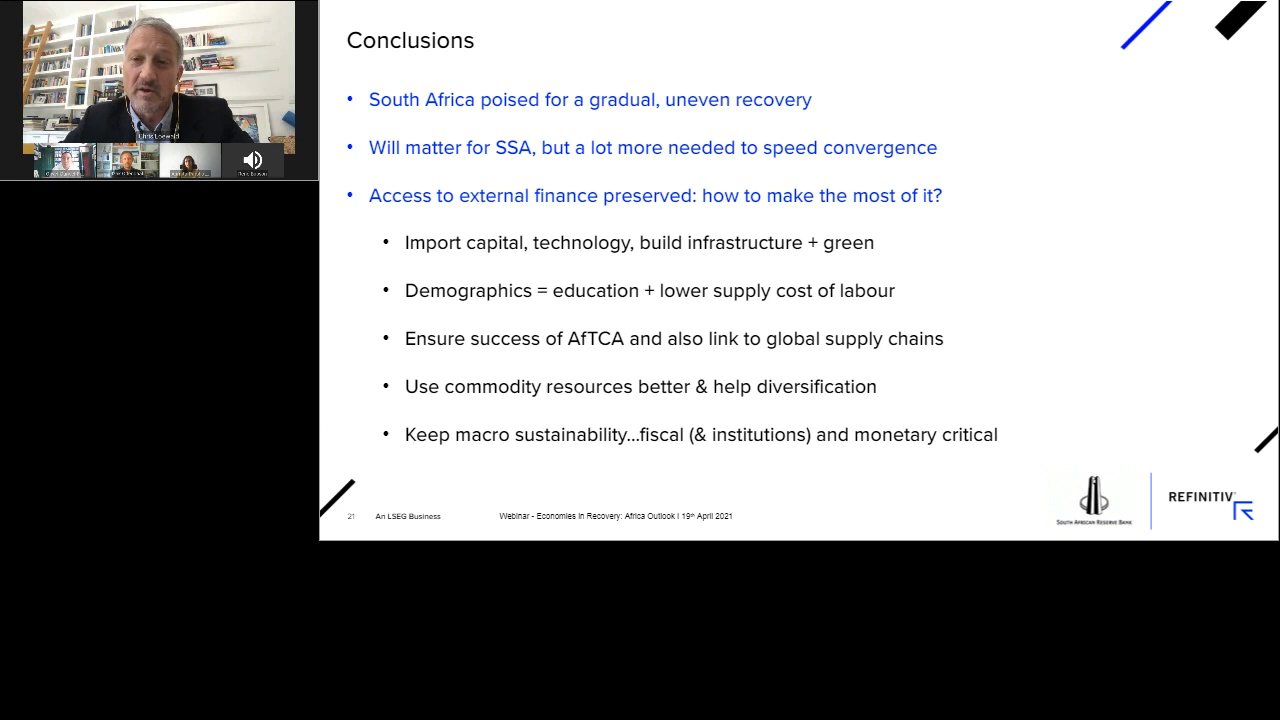 Chris Loewald
Conclusions
• South Africa poised for a gradual, uneven recovery
• Will matter for SSA, but a lot more needed to speed convergence
• Access to external finance preserved: how to make the most of it?
• Import capital, technology, build infrastructure + green
• Demographics = education + lower supply cost of labour
• Ensure success of AfTCA and also link to global supply chains
• Use commodity resources better & help diversification
• Keep macro sustainability...fiscal (& institutions) and monetary critical
21 An LSEG Business Webinar - Economies in Recovery: Africa Outlook I 19th April 2021
SOUTH AFRICAN RESERVE BANK
REFINITIV